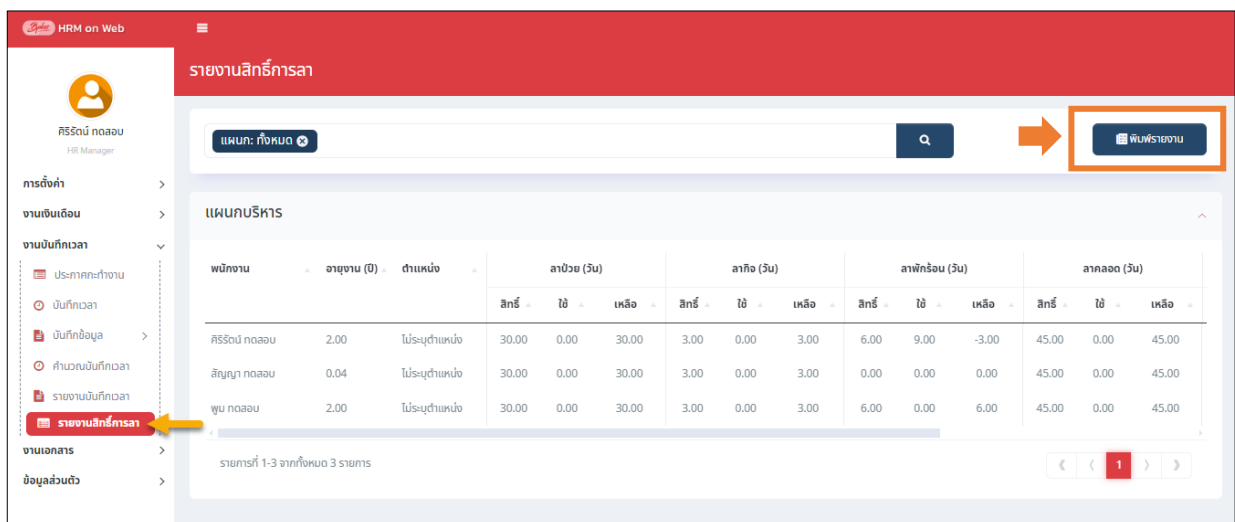 Bplus HRM on Web
รายงานสิทธิ์การลา
ศิริรัตน์ ทดสอบ
HR Manager
แผนก: ทั้งหมด
พิมพ์รายงาน
การตั้งค่า
งานเงินเดือน
งานบันทึกเวลา
ประกาศกะทำงาน
บันทึกเวลา
บันทึกข้อมูล
คำนวณบันทึกเวลา
รายงานบันทึกเวลา
รายงานสิทธิ์การลา
งานเอกสาร
ข้อมูลส่วนตัว
แผนกบริหาร
พนักงาน อายุงาน (ปี) ตำแหน่ง ลาป่วย (วัน) ลากิจ (วัน) ลาพักร้อน (วัน) ลาคลอด (วัน)
สิทธิ์ ใช้ เหลือ สิทธิ์ ใช้ เหลือ สิทธิ์ ใช้ เหลือ สิทธิ์ ใช้ เหลือ
ศิริรัตน์ ทดสอบ 2.00 ไม่ระบุตำแหน่ง 30.00 0.00 30.00 3.00 0.00 3.00 6.00 9.00 -3.00 45.00 0.00 45.00
สัญญา ทดสอบ 0.04 ไม่ระบุตำแหน่ง 30.00 0.00 30.00 3.00 0.00 3.00 0.00 0.00 0.00 45.00 0.00 45.00
พูม ทดสอบ 2.00 ไม่ระบุตำแหน่ง 30.00 0.00 30.00 3.00 0.00 3.00 6.00 0.00 6.00 45.00 0.00 45.00
รายการที่ 1-3 จากทั้งหมด 3 รายการ
1